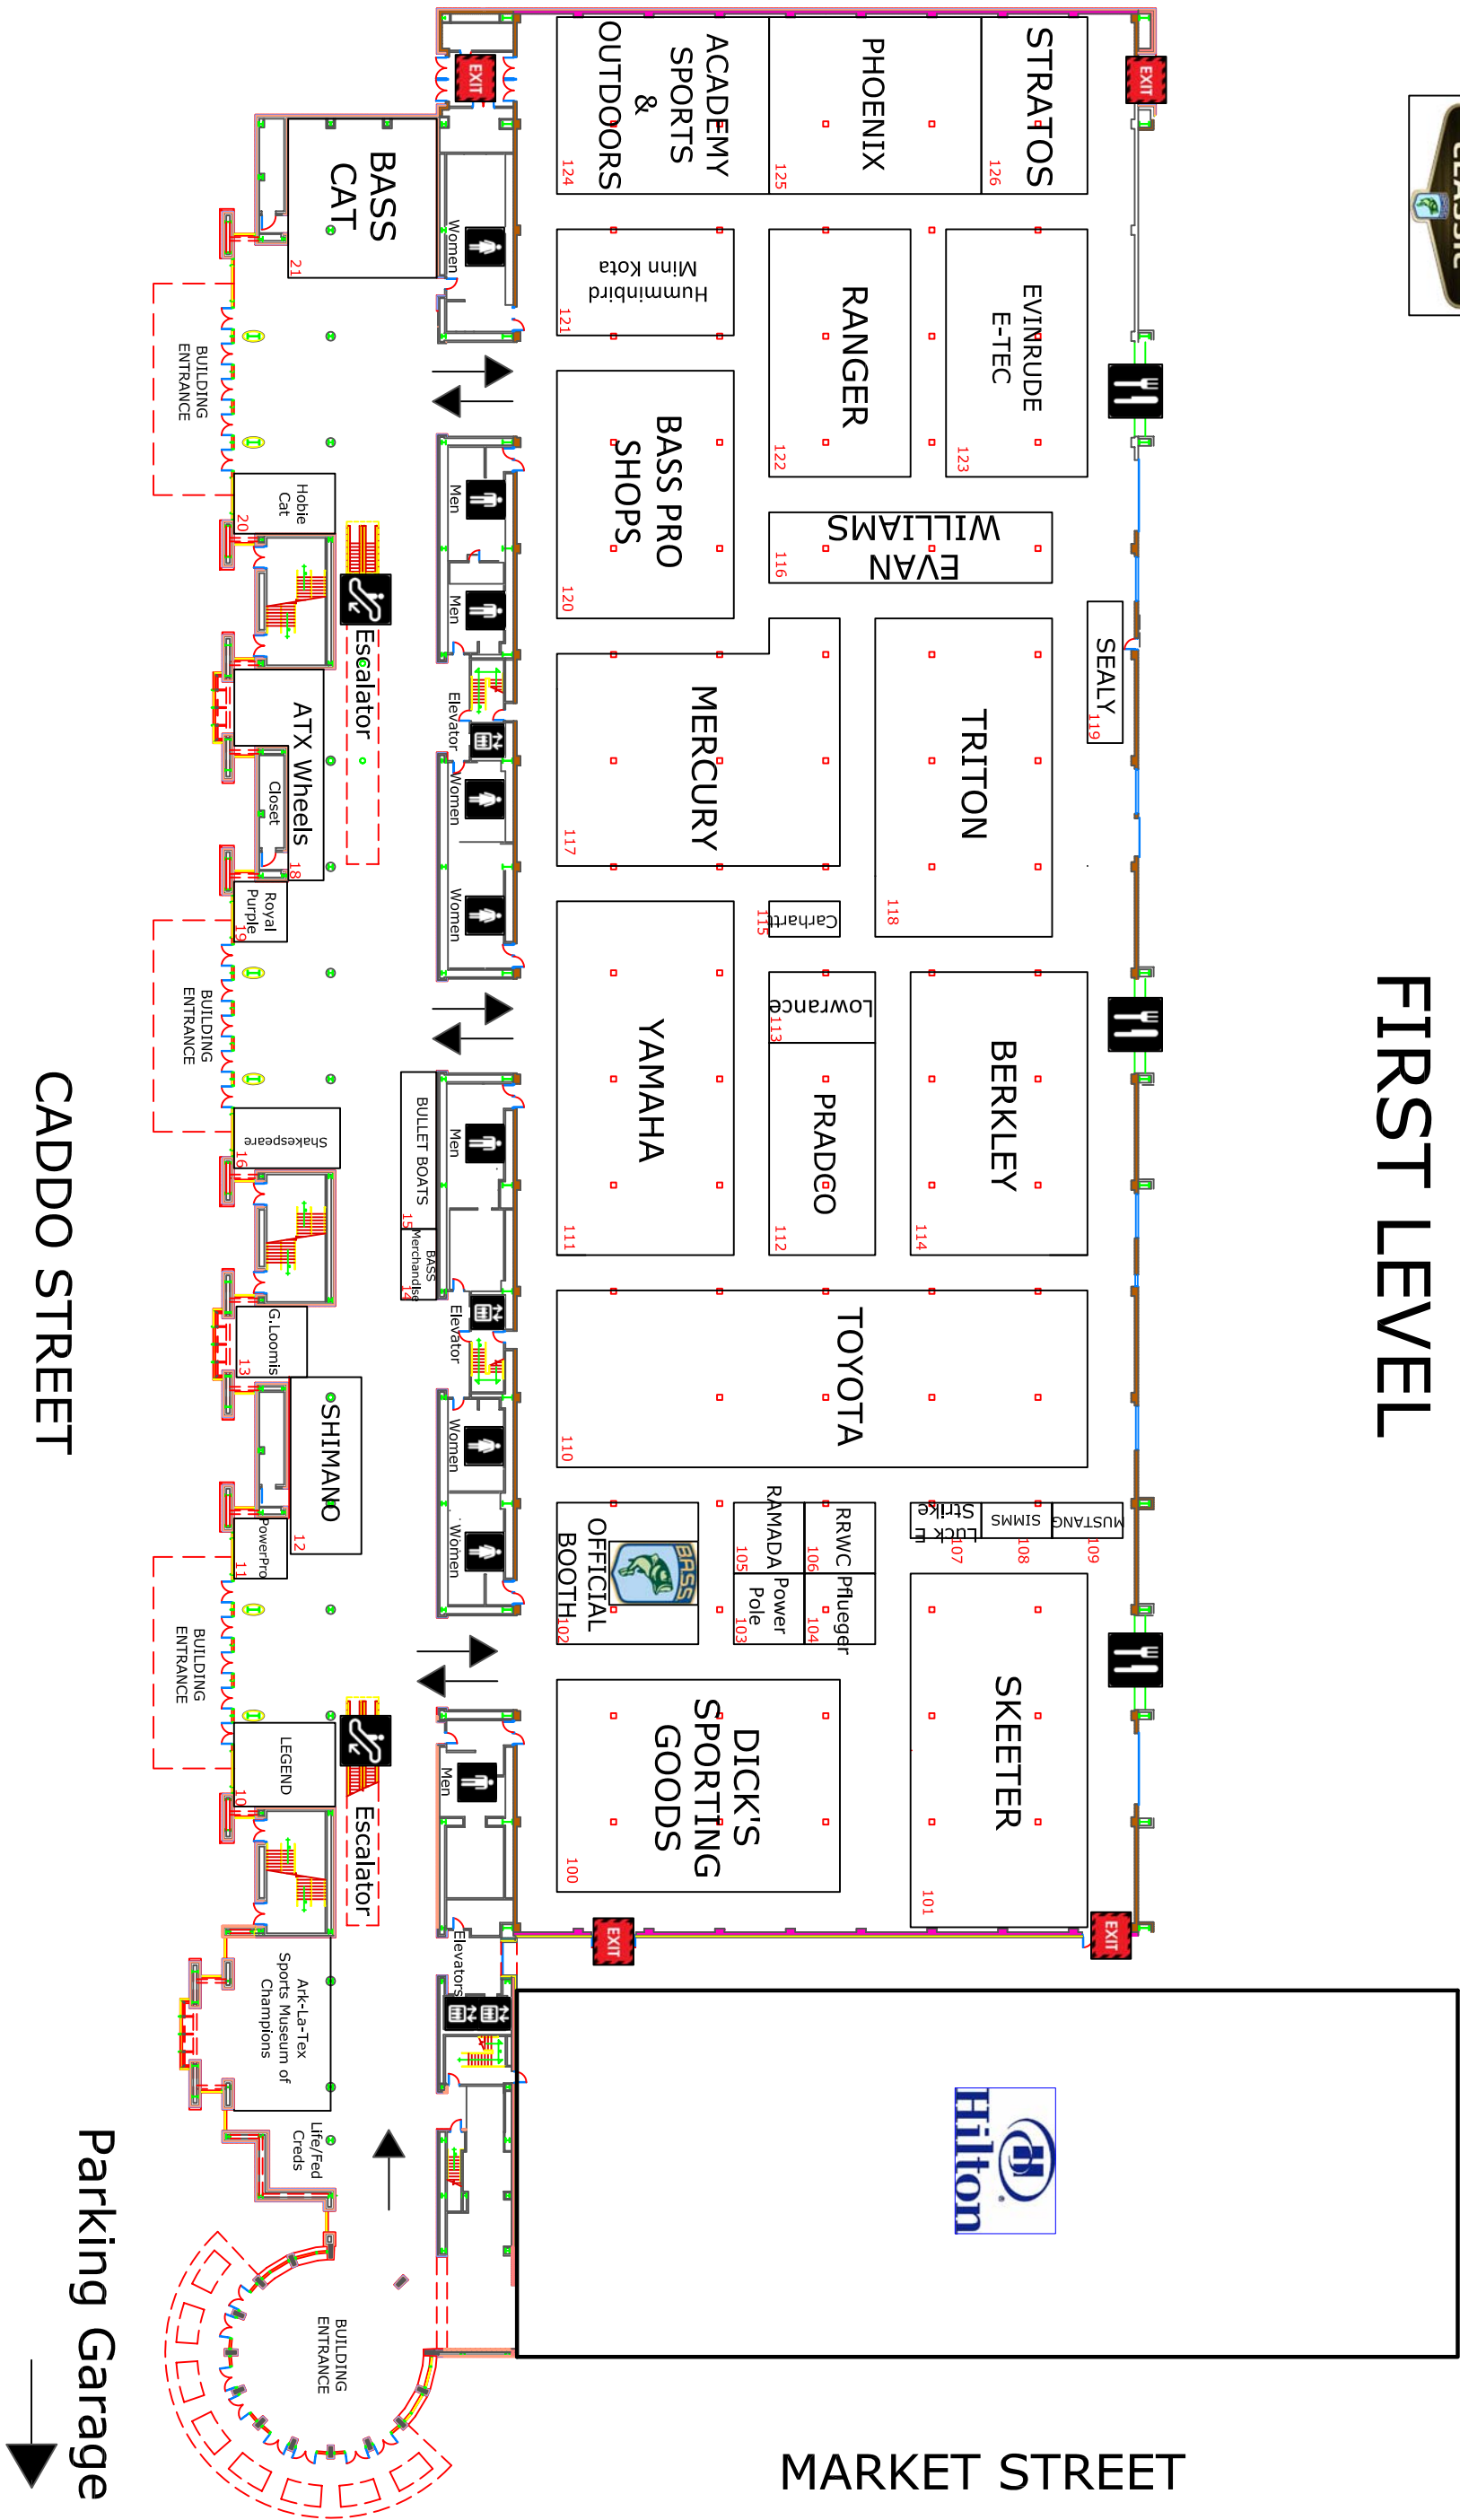 CLASSIC
FIRST LEVEL
EXIT
EXIT
STRATOS
126
PHOENIX
125
ACADEMY
SPORTS
&
OUTDOORS
124
BASS
CAT
21
Women
Humminbird
Minn Kota
121
RANGER
122
EVINRUDE
E-TEC
123
BUILDING
ENTRANCE
BASS PRO
SHOPS
120
EVAN
WILLIAMS
116
Hobie
Cat
20
Men
Men
Escalator
Elevator
SEALY
119
MERCURY
117
TRITON
118
ATX Wheels
18
Closet
Women
Women
Royal
Purple
19
Carhartt
115
BUILDING
ENTRANCE
YAMAHA
111
Lowrance
113
PRADCO
112
BERKLEY
114
Shakespeare
16
BULLET BOATS
15
BASS
Merchandise
14
Men
Elevator
G.Loomis
13
TOYOTA
110
SHIMANO
12
PowerPro
11
Women
Women
OFFICIAL
BOOTH
BASS
102
RAMADA
105
RRWC
106
Power
Pole
103
Pflueger
104
Luck E
Strike
107
SIMMS
108
MUSTANG
109
BUILDING
ENTRANCE
LEGEND
10
Men
Escalator
DICK'S
SPORTING
GOODS
100
SKEETER
101
EXIT
EXIT
Elevators
Ark-La-Tex
Sports Museum of
Champions
Life/Fed
Creds
Hilton
BUILDING
ENTRANCE
CADDO STREET
Parking Garage
MARKET STREET